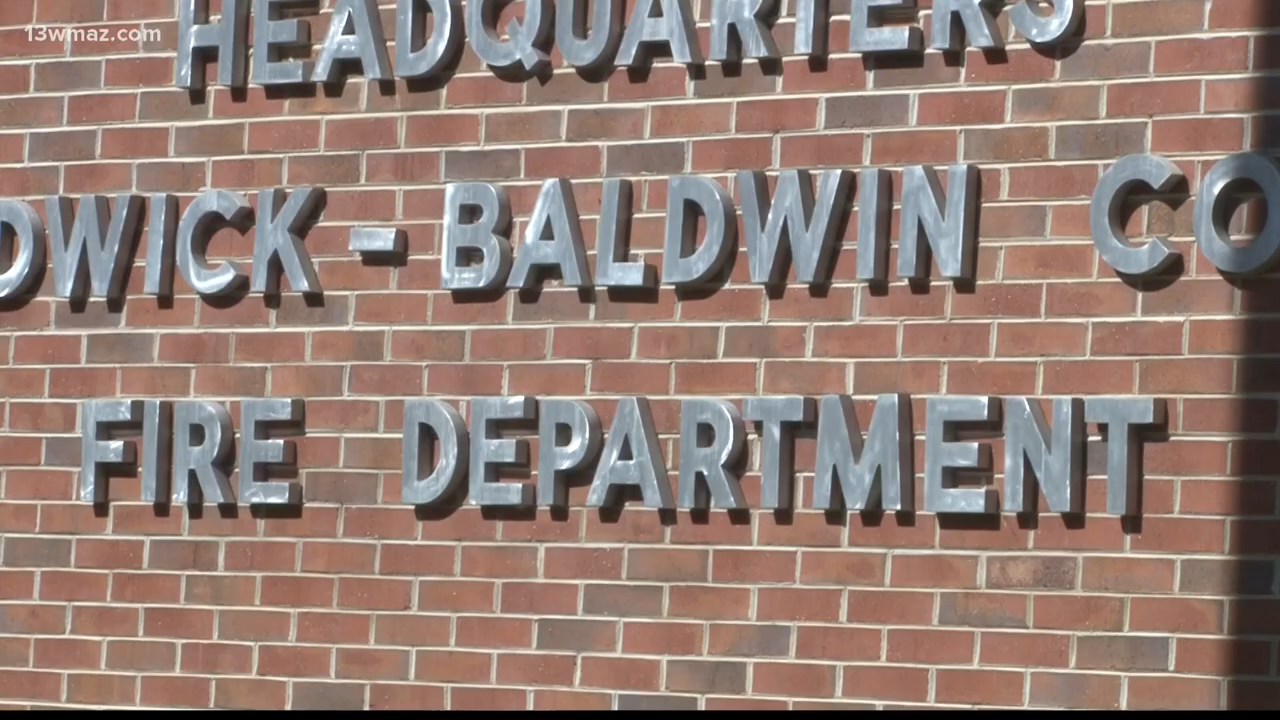 13wmaz.com
HEADQUARTERS
DWICK - BALDWIN CO
FIRE DEPARTMENT